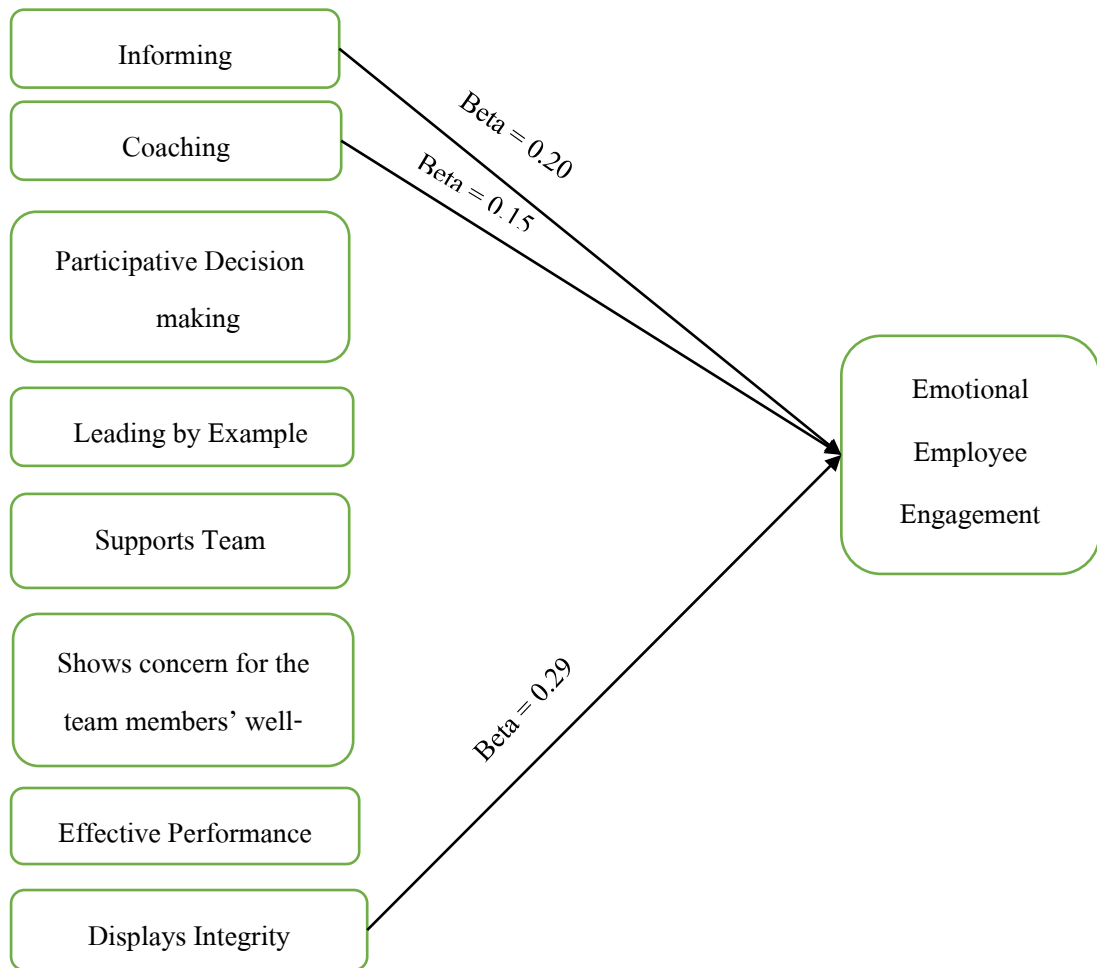 Informing
Coaching
Participative Decision
making
Leading by Example
Supports Team
Shows concern for the
team members’ well-
Effective Performance
Displays Integrity
Beta = 0.20
Beta = 0.15
Beta = 0.29
Emotional
Employee
Engagement